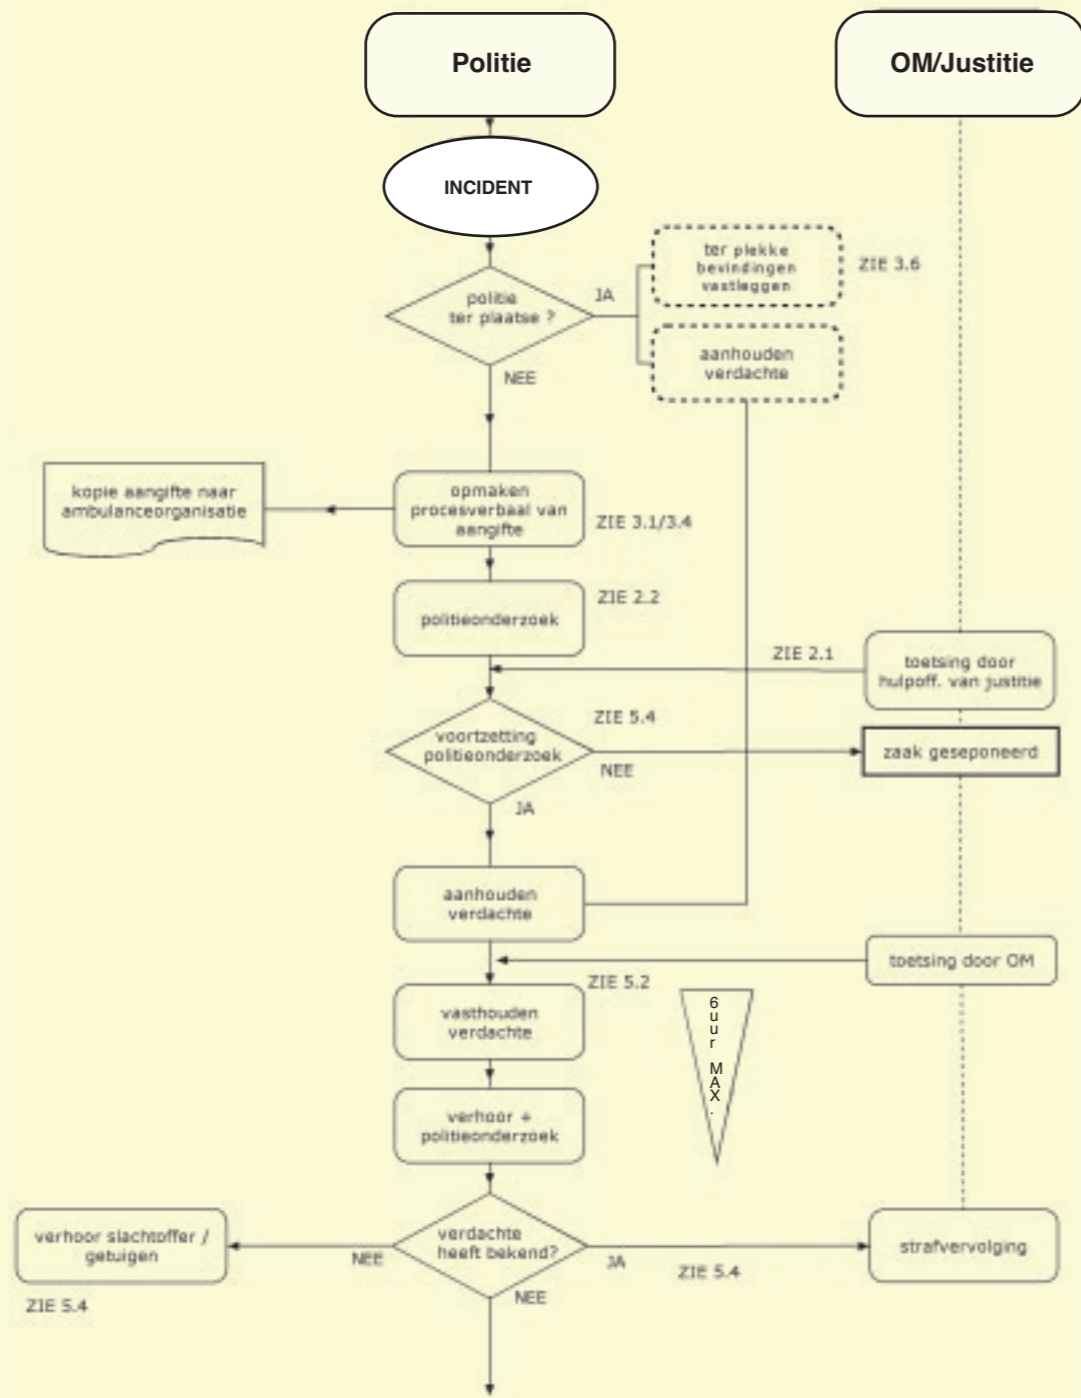 Politie
OM/Justitie
INCIDENT
politie
ter plaatse ?
JA
NEE
ter plekke
bevindingen
vastleggen
ZIE 3.6
aanhouden
verdachte
kopie aangifte naar
ambulanceorganisatie
opmaken
procesverbaal van
aangifte
ZIE 3.1/3.4
politieonderzoek
ZIE 2.2
ZIE 2.1
toetsing door
hulpoff. van justitie
voortzetting
politieonderzoek
ZIE 5.4
NEE
JA
zaak geseponeerd
aanhouden
verdachte
toetsing door OM
ZIE 5.2
vasthouden
verdachte
6uur MAX.
verhoor +
politieonderzoek
verhoor slachtoffer /
getuigen
ZIE 5.4
NEE
verdachte
heeft bekend?
JA
ZIE 5.4
NEE
strafvervolging